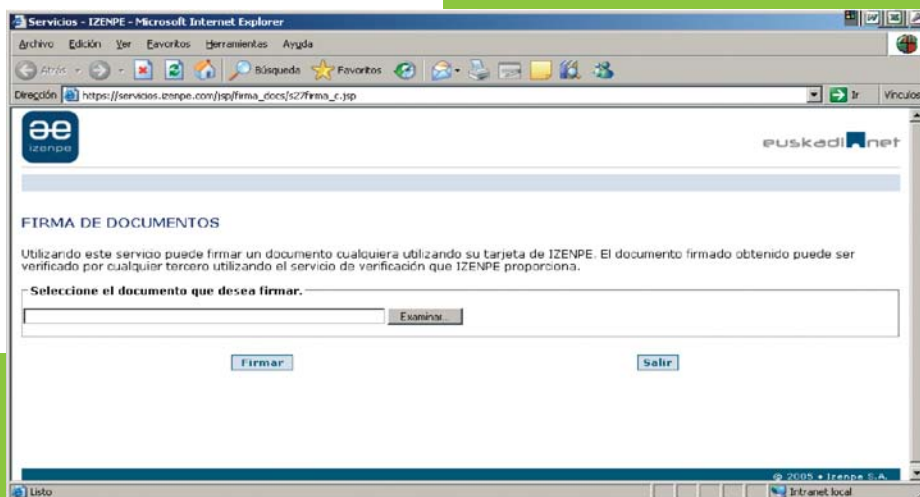 Servicios - IZENPE - Microsoft Internet Explorer
Archivo Edición Ver Favoritos Herramientas Ayuda
Atrás Búsqueda Favoritos
Dirección https://servicios.izenpe.com/jsp/firma_docs/s27firma_c.jsp Ir Vínculos
izenpe
euskadi net
FIRMA DE DOCUMENTOS
Utilizando este servicio puede firmar un documento cualquiera utilizando su tarjeta de IZENPE. El documento firmado obtenido puede ser
verificado por cualquier tercero utilizando el servicio de verificación que IZENPE proporciona.
Seleccione el documento que desea firmar.
Examinar...
Firmar Salir
© 2005 • Izenpe S.A.
Listo Intranet local